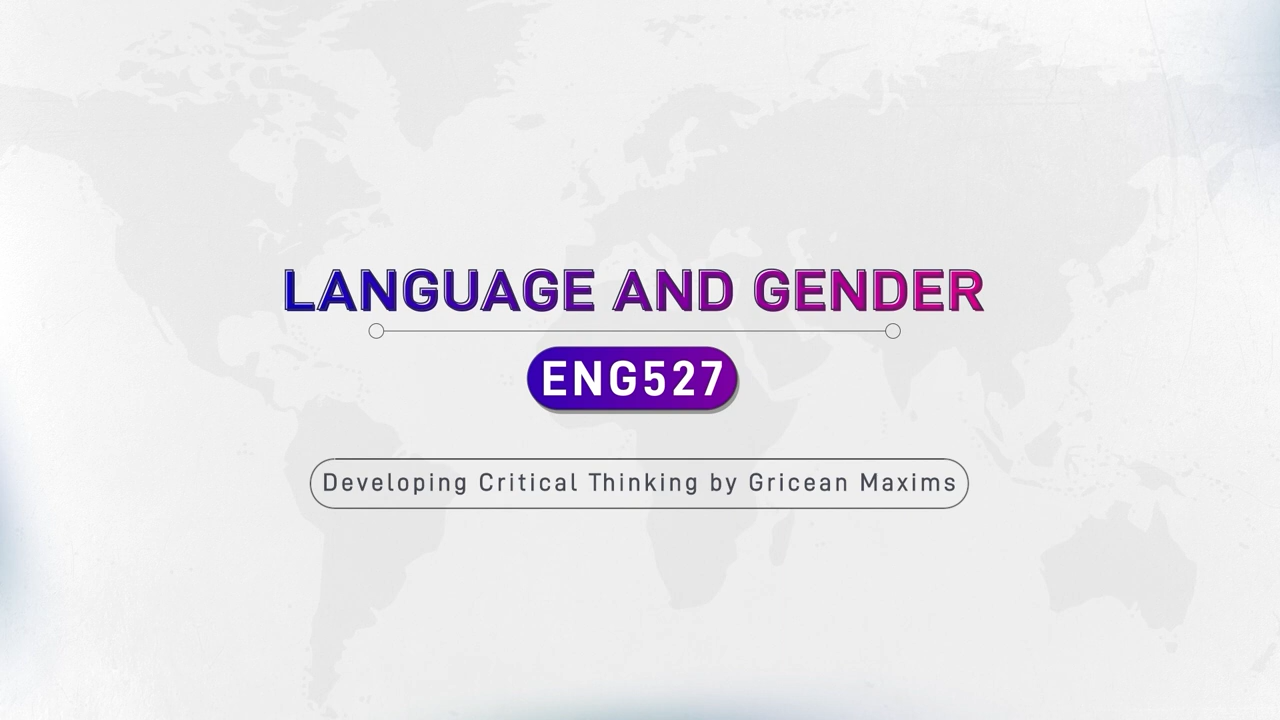 LANGUAGE AND GENDER
ENG527
Developing Critical Thinking by Gricean Maxims